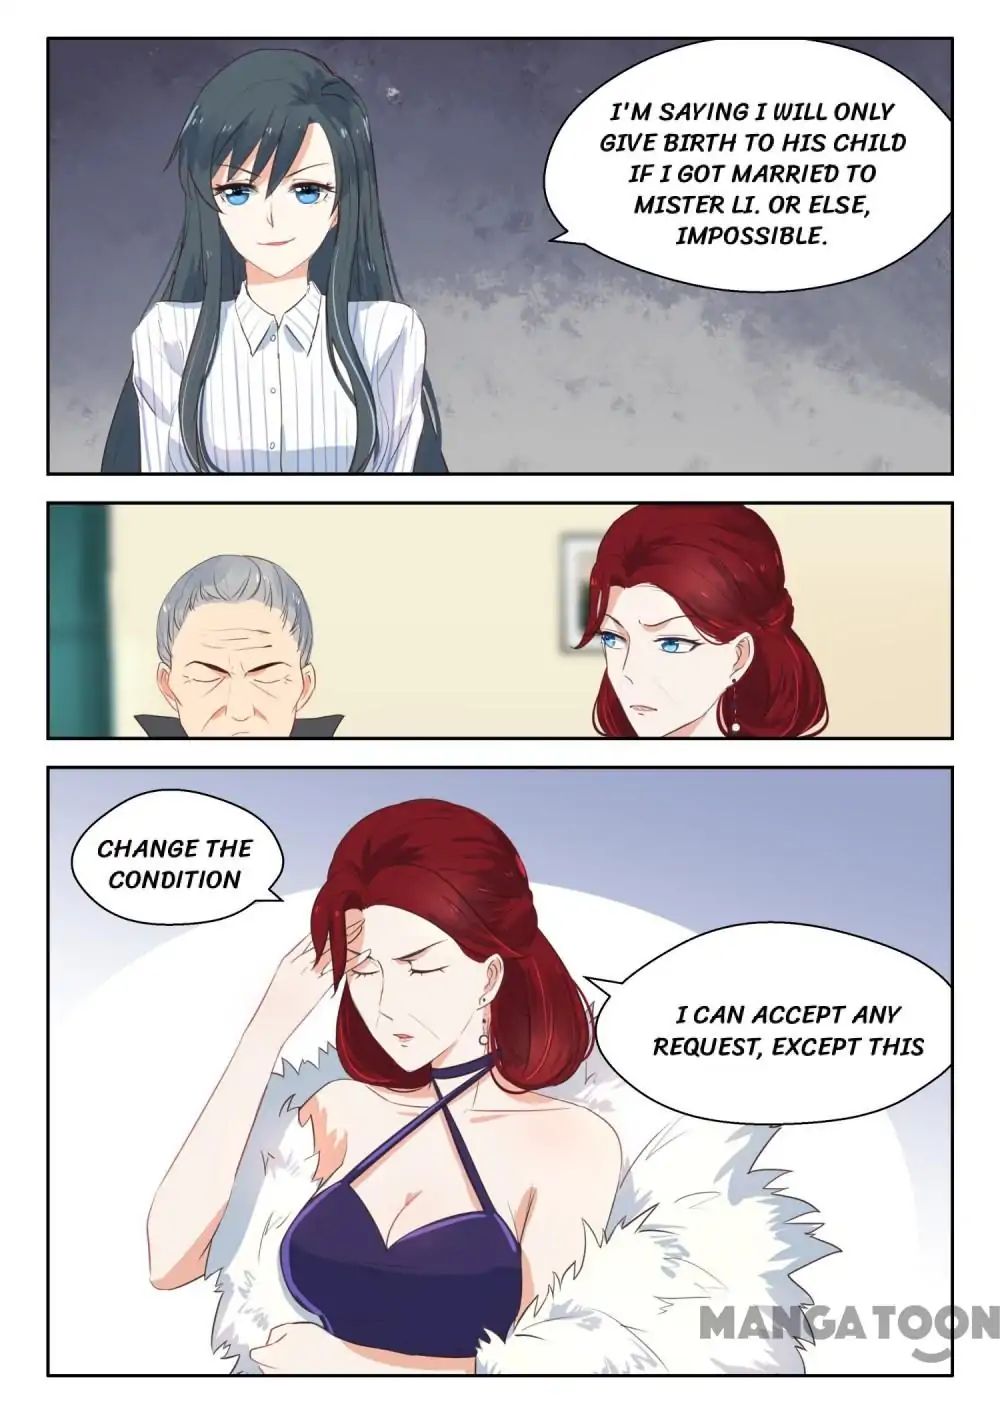 I'M SAYING I WILL ONLY
GIVE BIRTH TO HIS CHILD
IF I GOT MARRIED TO
MISTER LI. OR ELSE,
IMPOSSIBLE.
CHANGE THE
CONDITION
I CAN ACCEPT ANY
REQUEST, EXCEPT THIS
MANGATOON